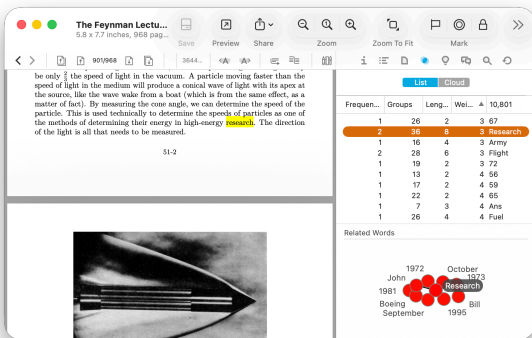 The Feynman Lectu...
5.8 x 7.7 inches, 968 pag...
Save
Preview
Share
Zoom
Zoom To Fit
Mark
901/968
3644...
be only 2/3 the speed of light in the vacuum. A particle moving faster than the
speed of light in the medium will produce a conical wave of light with its apex at
the source, like the wave wake from a boat (which is from the same effect, as a
matter of fact). By measuring the cone angle, we can determine the speed of the
particle. This is used technically to determine the speeds of particles as one of
the methods of determining their energy in high-energy research. The direction
of the light is all that needs to be measured.
51-2
List Cloud
Frequen... Groups Leng... Wei... 10,801
1 26 2 3 67
2 36 8 3 Research
1 16 4 3 Army
2 28 6 3 Flight
1 19 2 3 72
1 13 2 4 56
1 17 2 4 59
1 22 2 4 65
1 7 3 4 Ans
1 26 4 4 Fuel
Related Words
1972
October
John
1973
1981
Research
Boeing
Bill
September
1995